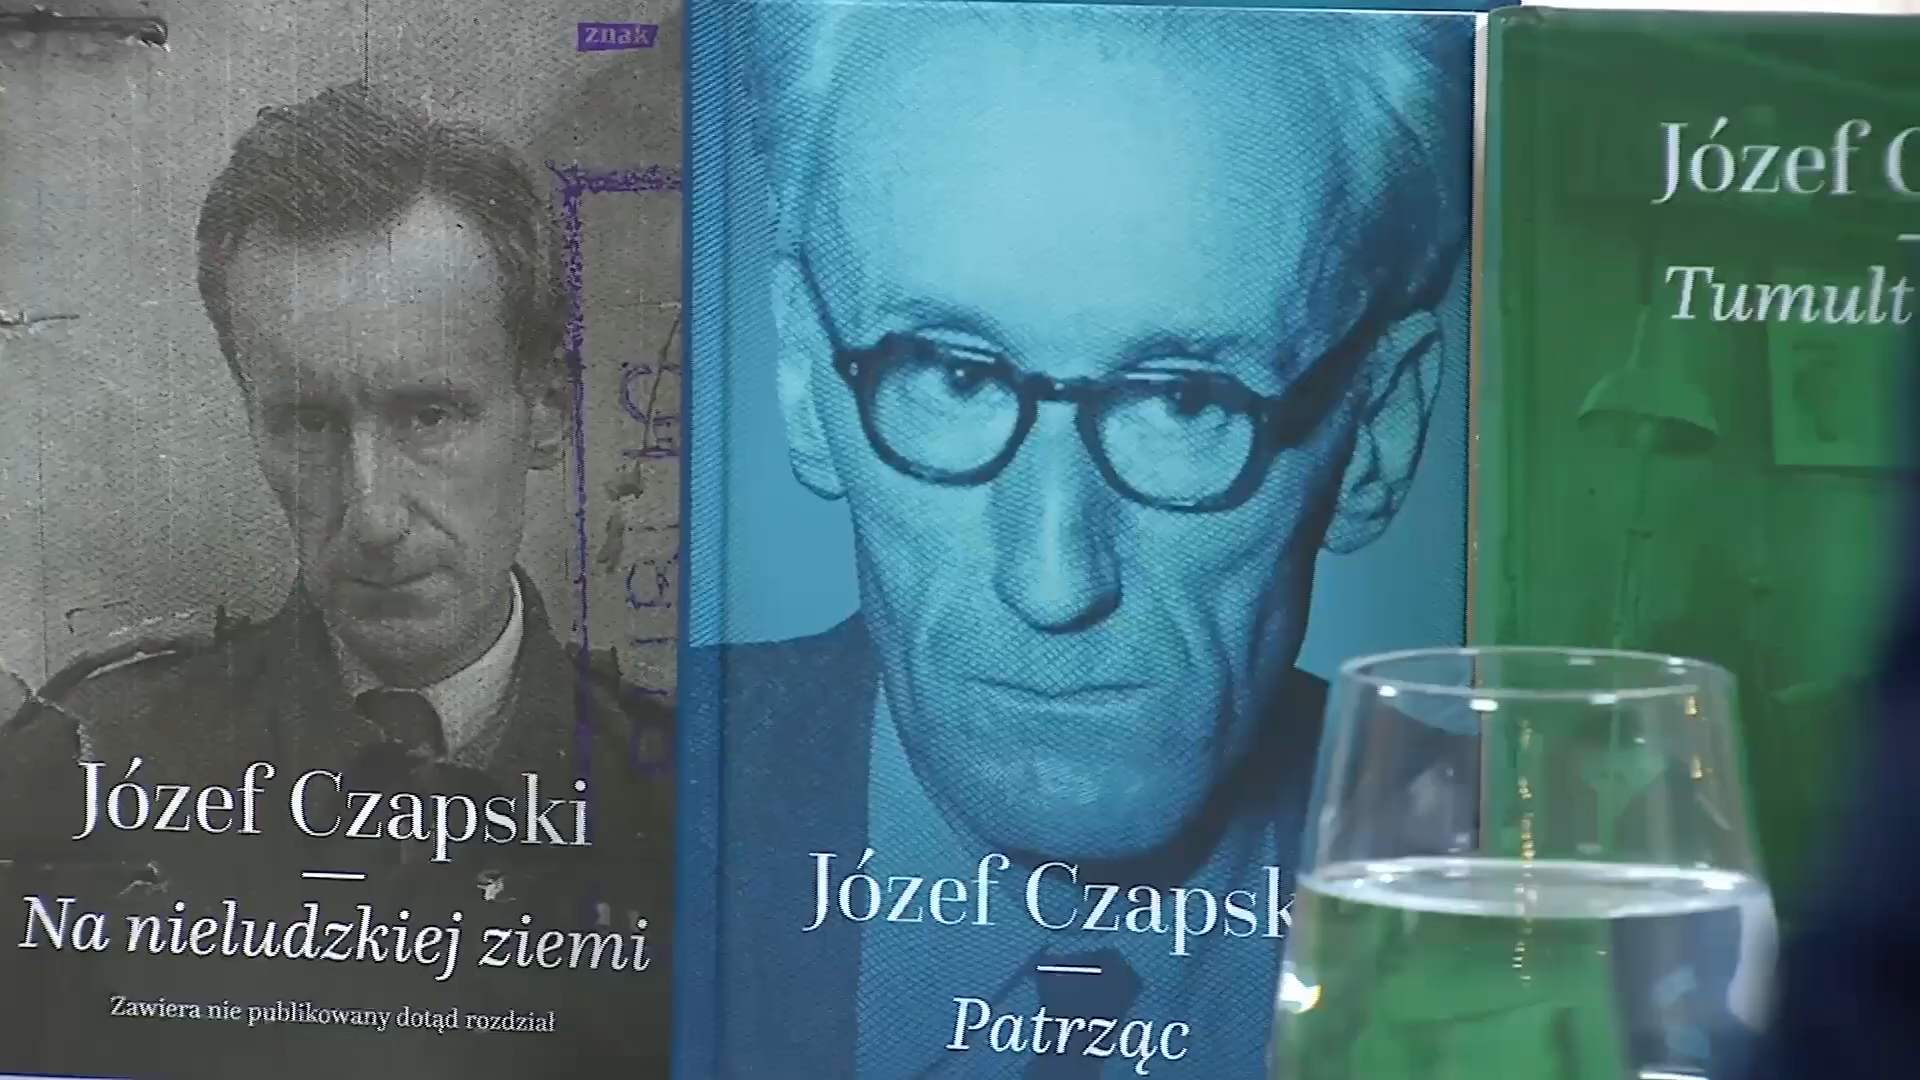 znak
Józef Czapski
Na nieludzkiej ziemi
Zawiera nie publikowany dotąd rozdział
Józef Czapsk
Patrząc
Józef C
Tumult